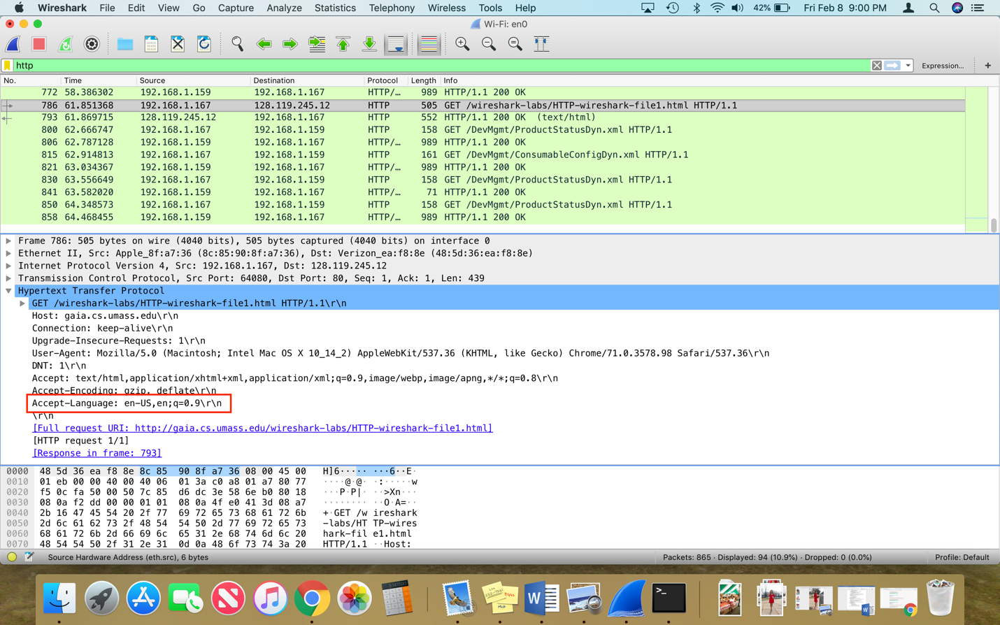 Wireshark File Edit View Go Capture Analyze Statistics Telephony Wireless Tools Help 42% Fri Feb 8 9:00 PM
Wi-Fi: en0
http Expression... +
No. Time Source Destination Protocol Length Info
772 58.386302 192.168.1.159 192.168.1.167 HTTP/… 989 HTTP/1.1 200 OK
786 61.851368 192.168.1.167 128.119.245.12 HTTP 505 GET /wireshark-labs/HTTP-wireshark-file1.html HTTP/1.1
793 61.869715 128.119.245.12 192.168.1.167 HTTP 552 HTTP/1.1 200 OK (text/html)
800 62.666747 192.168.1.167 192.168.1.159 HTTP 158 GET /DevMgmt/ProductStatusDyn.xml HTTP/1.1
806 62.787128 192.168.1.159 192.168.1.167 HTTP/… 989 HTTP/1.1 200 OK
815 62.914813 192.168.1.167 192.168.1.159 HTTP 161 GET /DevMgmt/ConsumableConfigDyn.xml HTTP/1.1
821 63.034367 192.168.1.159 192.168.1.167 HTTP/… 989 HTTP/1.1 200 OK
830 63.556649 192.168.1.167 192.168.1.159 HTTP 158 GET /DevMgmt/ProductStatusDyn.xml HTTP/1.1
841 63.582020 192.168.1.159 192.168.1.167 HTTP/… 71 HTTP/1.1 200 OK
850 64.348573 192.168.1.167 192.168.1.159 HTTP 158 GET /DevMgmt/ProductStatusDyn.xml HTTP/1.1
858 64.468455 192.168.1.159 192.168.1.167 HTTP/… 989 HTTP/1.1 200 OK
Frame 786: 505 bytes on wire (4040 bits), 505 bytes captured (4040 bits) on interface 0
Ethernet II, Src: Apple_8f:a7:36 (8c:85:90:8f:a7:36), Dst: Verizon_ea:f8:8e (48:5d:36:ea:f8:8e)
Internet Protocol Version 4, Src: 192.168.1.167, Dst: 128.119.245.12
Transmission Control Protocol, Src Port: 64080, Dst Port: 80, Seq: 1, Ack: 1, Len: 439
Hypertext Transfer Protocol
GET /wireshark-labs/HTTP-wireshark-file1.html HTTP/1.1\r\n
Host: gaia.cs.umass.edu\r\n
Connection: keep-alive\r\n
Upgrade-Insecure-Requests: 1\r\n
User-Agent: Mozilla/5.0 (Macintosh; Intel Mac OS X 10_14_2) AppleWebKit/537.36 (KHTML, like Gecko) Chrome/71.0.3578.98 Safari/537.36\r\n
DNT: 1\r\n
Accept: text/html,application/xhtml+xml,application/xml;q=0.9,image/webp,image/apng,*/*;q=0.8\r\n
Accept-Encoding: gzip, deflate\r\n
Accept-Language: en-US,en;q=0.9\r\n
\r\n
[Full request URI: http://gaia.cs.umass.edu/wireshark-labs/HTTP-wireshark-file1.html]
[HTTP request 1/1]
[Response in frame: 793]
0000 48 5d 36 ea f8 8e 8c 85 90 8f a7 36 08 00 45 00 H]6····· ···6··E·
0010 01 eb 00 00 40 00 40 06 01 3a c0 a8 01 a7 80 77 ····@·@· ·:·····w
0020 f5 0c fa 50 00 50 7c 85 d6 dc 3e 58 6e b0 80 18 ···P·P|· ··>Xn···
0030 08 0a f2 dd 00 00 01 01 08 0a 4f e0 41 3d 08 a7 ········ ··O·A=··
0040 2b 16 47 45 54 20 2f 77 69 72 65 73 68 61 72 6b +·GET /w ireshark
0050 2d 6c 61 62 73 2f 48 54 54 50 2d 77 69 72 65 73 -labs/HT TP-wires
0060 68 61 72 6b 2d 66 69 6c 65 31 2e 68 74 6d 6c 20 hark-fil e1.html
0070 48 54 54 50 2f 31 2e 31 0d 0a 48 6f 73 74 3a 20 HTTP/1.1 ··Host:
Source Hardware Address (eth.src), 6 bytes Packets: 865 · Displayed: 94 (10.9%) · Dropped: 0 (0.0%) Profile: Default